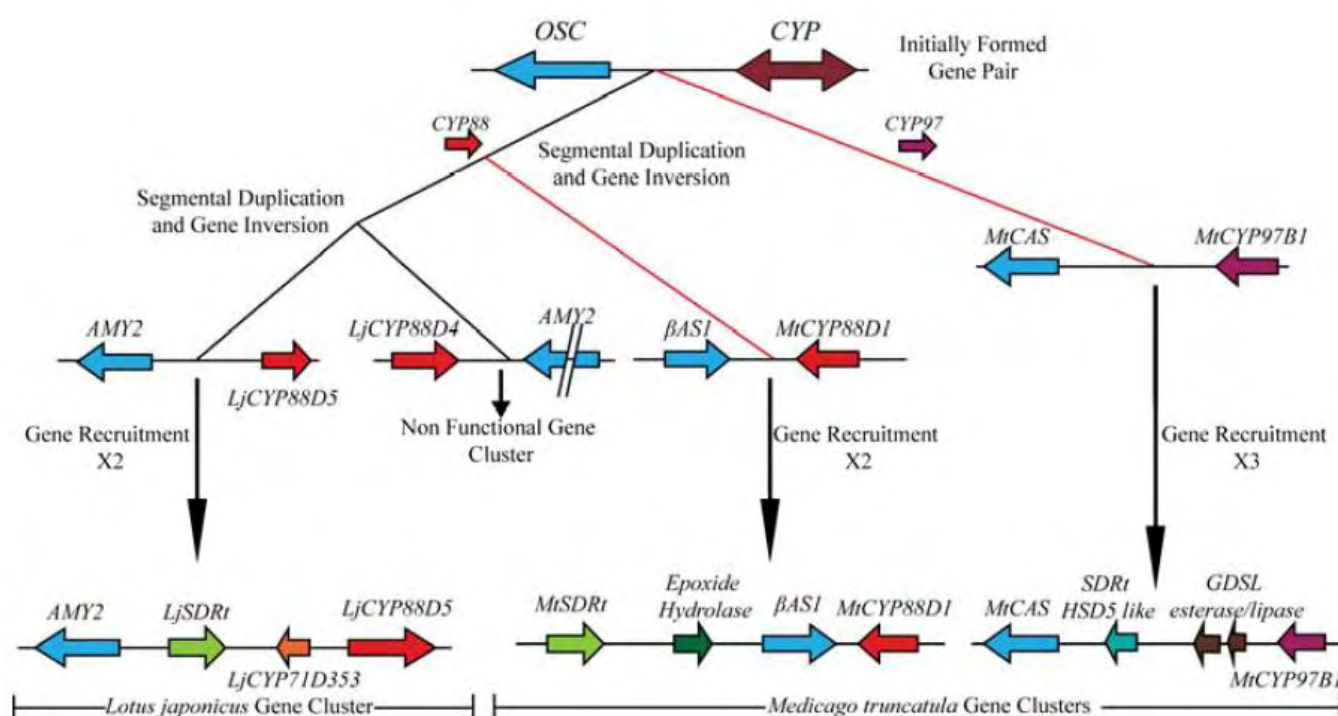 OSC
CYP
Initially Formed
Gene Pair
CYP88
CYP97
Segmental Duplication
and Gene Inversion
Segmental Duplication
and Gene Inversion
MtCAS
MtCYP97B1
AMY2
LjCYP88D5
LjCYP88D4
AMY2
βAS1
MtCYP88D1
Gene Recruitment
X2
Non Functional Gene
Cluster
Gene Recruitment
X2
Gene Recruitment
X3
AMY2
LjSDRt
LjCYP71D353
LjCYP88D5
MtSDRt
Epoxide
Hydrolase
βAS1
MtCYP88D1
MtCAS
SDRt
HSD5 like
GDSL
esterase/lipase
MtCYP97B1
Lotus japonicus Gene Cluster
Medicago truncatula Gene Clusters